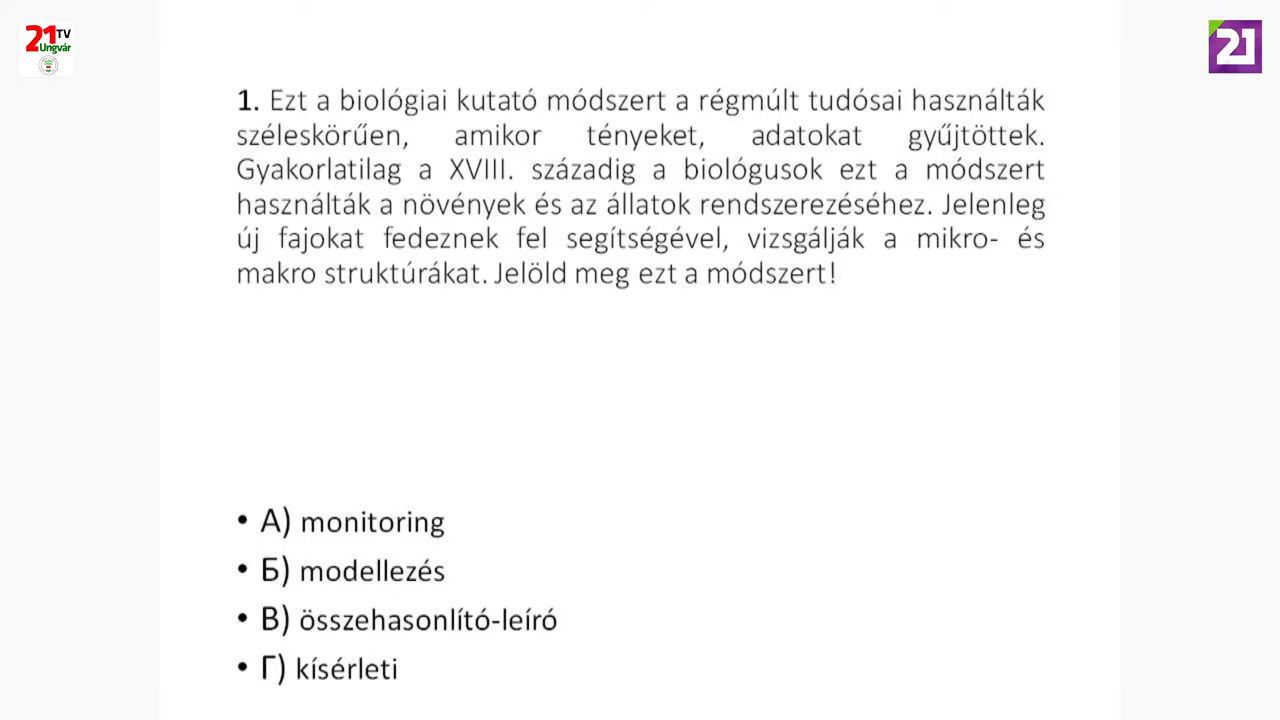 21 TV
Ungvár
21
1. Ezt a biológiai kutató módszert a régmúlt tudósai használták
széleskörűen, amikor tényeket, adatokat gyűjtöttek.
Gyakorlatilag a XVIII. századig a biológusok ezt a módszert
használták a növények és az állatok rendszerezéséhez. Jelenleg
új fajokat fedeznek fel segítségével, vizsgálják a mikro- és
makro struktúrákat. Jelöld meg ezt a módszert!
• А) monitoring
• Б) modellezés
• В) összehasonlító-leíró
• Г) kísérleti